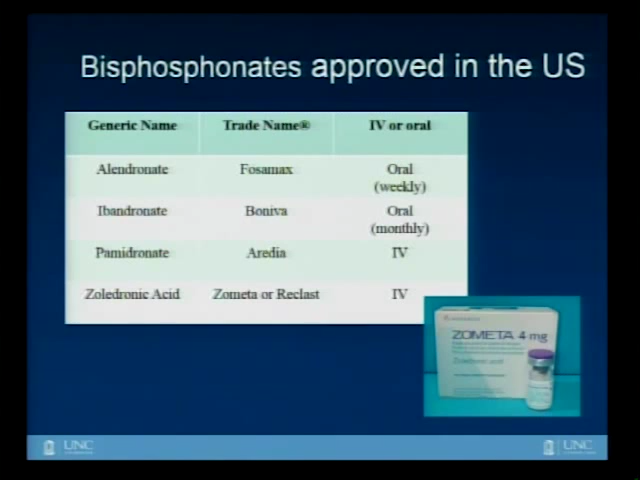 Bisphosphonates approved in the US
Generic Name Trade Name® IV or oral
Alendronate Fosamax Oral
(weekly)
Ibandronate Boniva Oral
(monthly)
Pamidronate Aredia IV
Zoledronic Acid Zometa or Reclast IV
ZOMETA 4 mg
UNC UNC